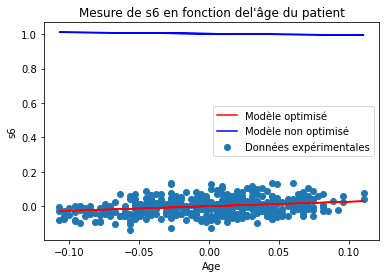 Mesure de s6 en fonction del'âge du patient
1.0
0.8
0.6
0.4
0.2
0.0
s6
Modèle optimisé
Modèle non optimisé
Données expérimentales
−0.10
−0.05
0.00
0.05
0.10
Age